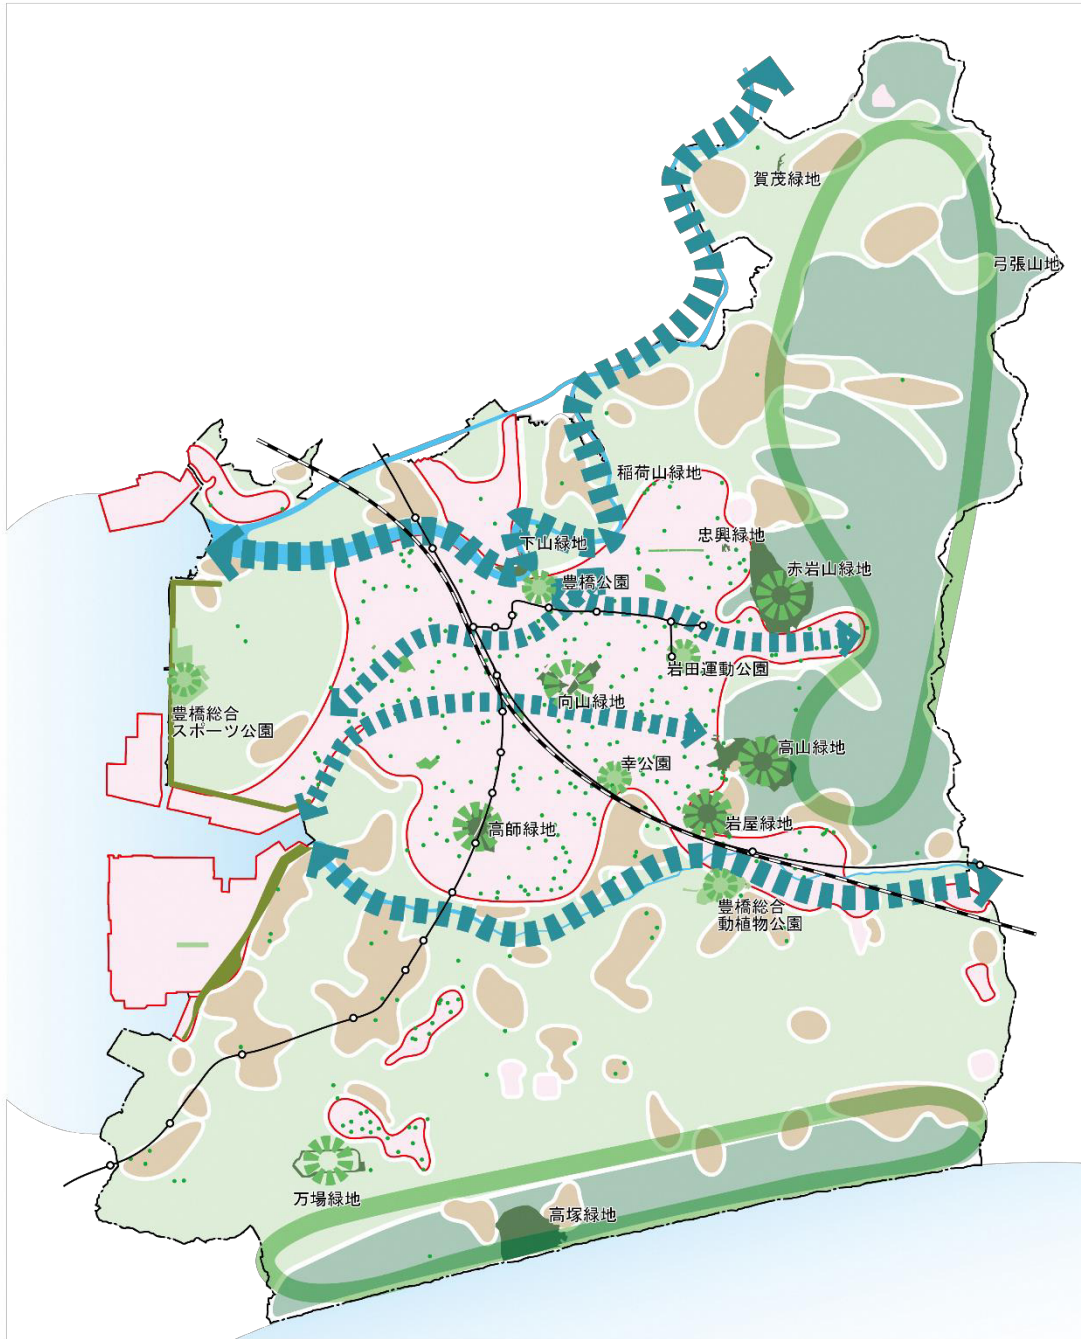 賀茂緑地
弓張山地
稲荷山緑地
忠興緑地
下山緑地
赤岩山緑地
豊橋公園
岩田運動公園
向山緑地
豊橋総合
スポーツ公園
高山緑地
幸公園
岩屋緑地
高師緑地
豊橋総合
動植物公園
万場緑地
高塚緑地